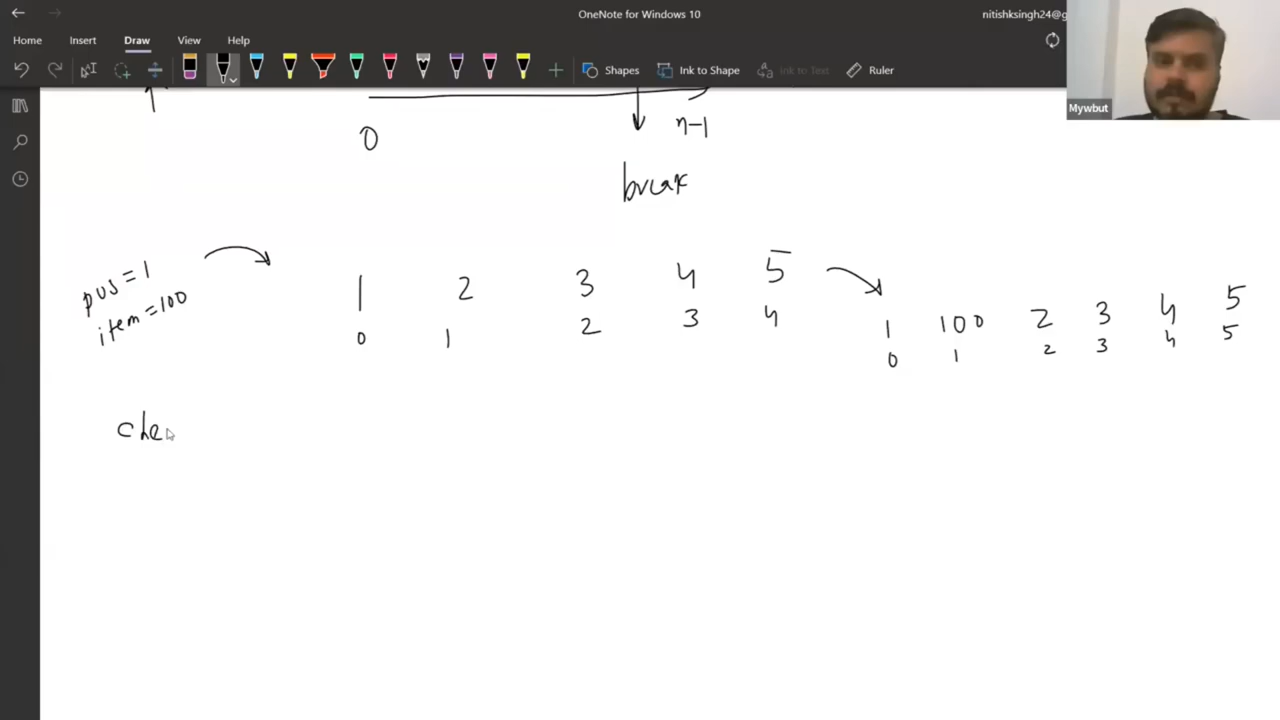 OneNote for Windows 10
nitishksingh24@g
Home Insert Draw View Help
Shapes Ink to Shape Ink to Text Ruler
Mywbut
0 n-1
break
pos=1
item=100
1 2 3 4 5
0 1 2 3 4
1 100 2 3 4 5
0 1 2 3 4 5
che